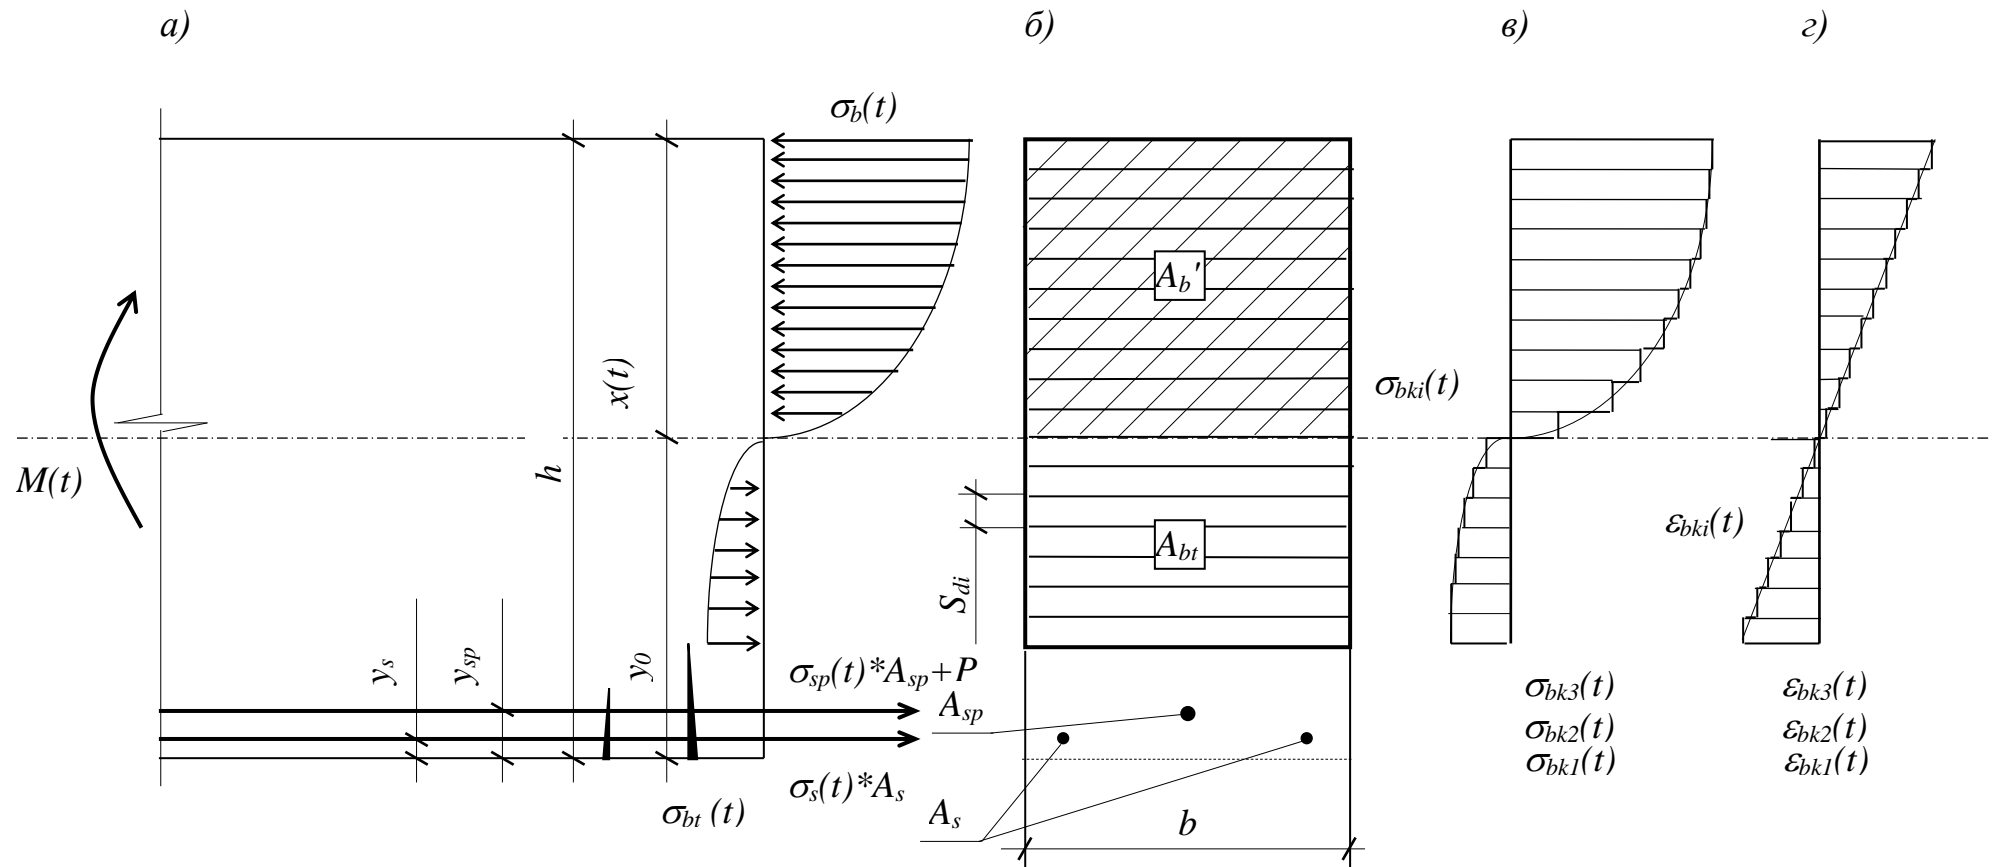 а)
б)
в)
г)
σb(t)
Ab'
x(t)
σbki(t)
h
M(t)
εbki(t)
Abt
Sdi
ys
ysp
y0
σsp(t)*Asp+P
Asp
σbk3(t)
εbk3(t)
σbk2(t)
εbk2(t)
σbk1(t)
εbk1(t)
σs(t)*As
σbt (t)
As
b